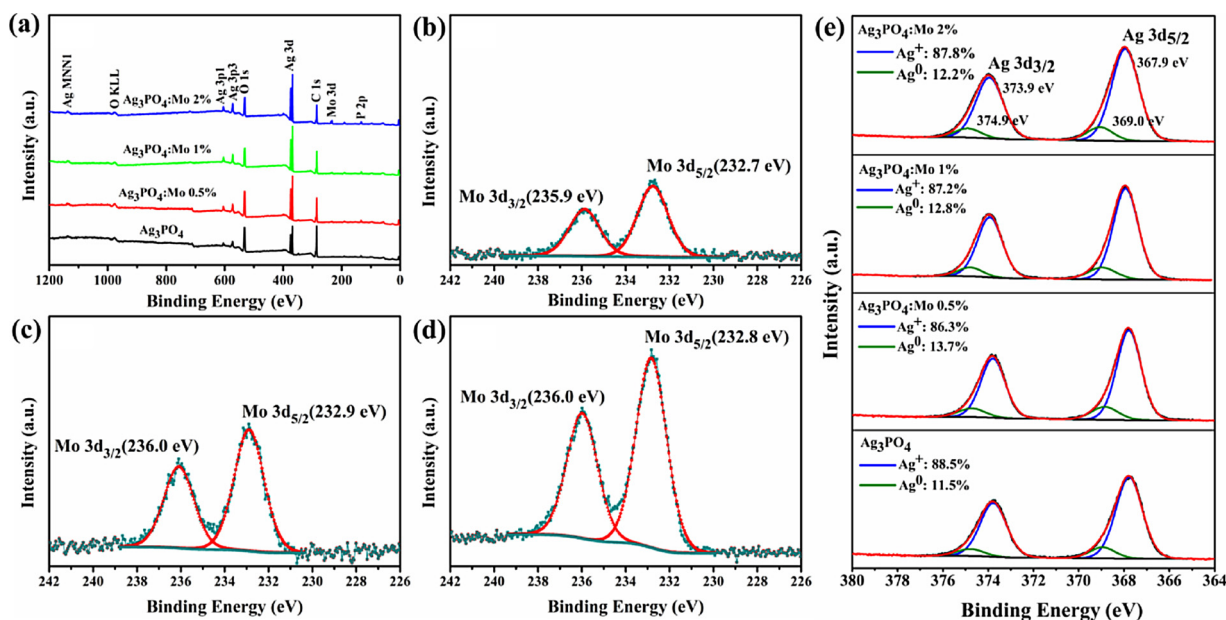 (a)
Intensity (a.u.)
Ag MNN1
O KLL
Ag 3p1
Ag 3p3
O 1s
Ag 3d
C 1s
Mo 3d
P 2p
Ag₃PO₄:Mo 2%
Ag₃PO₄:Mo 1%
Ag₃PO₄:Mo 0.5%
Ag₃PO₄
1200 1000 800 600 400 200 0
Binding Energy (eV)
(b)
Intensity (a.u.)
Mo 3d₅/₂(232.7 eV)
Mo 3d₃/₂(235.9 eV)
242 240 238 236 234 232 230 228 226
Binding Energy (eV)
(c)
Intensity (a.u.)
Mo 3d₅/₂(232.9 eV)
Mo 3d₃/₂(236.0 eV)
242 240 238 236 234 232 230 228 226
Binding Energy (eV)
(d)
Intensity (a.u.)
Mo 3d₅/₂(232.8 eV)
Mo 3d₃/₂(236.0 eV)
242 240 238 236 234 232 230 228 226
Binding Energy (eV)
(e)
Intensity (a.u.)
Ag₃PO₄:Mo 2%
Ag⁺: 87.8%
Ag⁰: 12.2%
Ag 3d₃/₂
373.9 eV
374.9 eV
Ag 3d₅/₂
367.9 eV
369.0 eV
Ag₃PO₄:Mo 1%
Ag⁺: 87.2%
Ag⁰: 12.8%
Ag₃PO₄:Mo 0.5%
Ag⁺: 86.3%
Ag⁰: 13.7%
Ag₃PO₄
Ag⁺: 88.5%
Ag⁰: 11.5%
380 378 376 374 372 370 368 366 364
Binding Energy (eV)